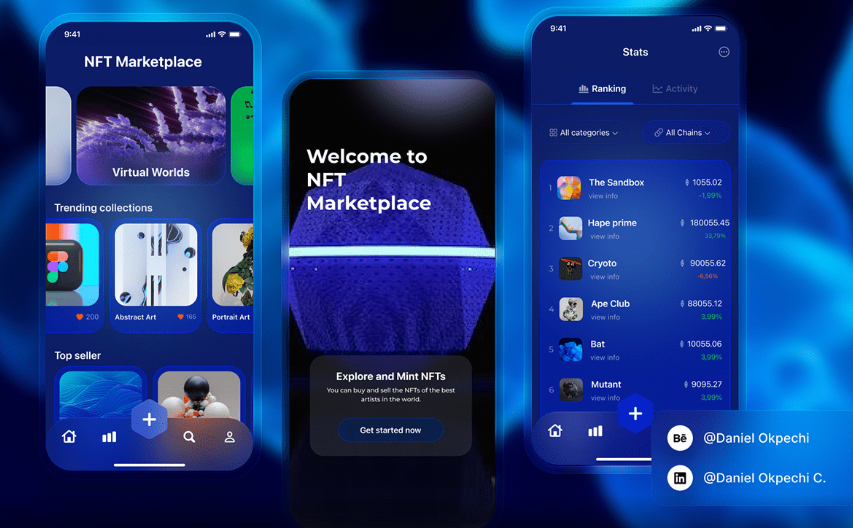 9:41
NFT Marketplace
Virtual Worlds
Trending collections
200
Abstract Art
165
Portrait Art
Top seller
Welcome to
NFT
Marketplace
Explore and Mint NFTs
You can buy and sell the NFTs of the best
artists in the world.
Get started now
9:41
Stats
Ranking
Activity
All categories
All Chains
1
The Sandbox
1055.02
view info
-1,99%
2
Hape prime
180055.45
view info
33,79%
3
Cryoto
90055.62
view info
-6,56%
4
Ape Club
88055.12
view info
3,99%
5
Bat
10055.06
view info
3,99%
6
Mutant
9095.27
view info
3,99%
Bē
@Daniel Okpechi
in
@Daniel Okpechi C.